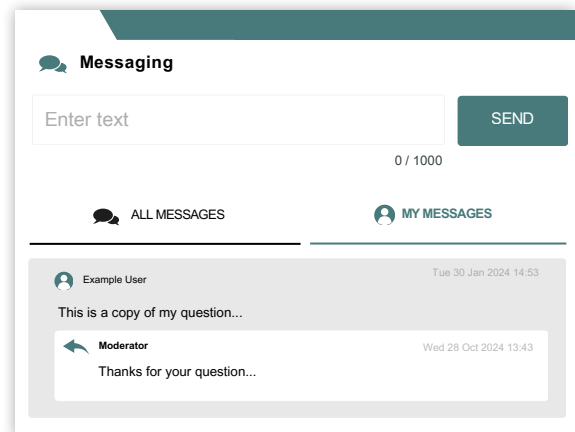 Messaging
Enter text
SEND
0 / 1000
ALL MESSAGES
MY MESSAGES
Example User
Tue 30 Jan 2024 14:53
This is a copy of my question...
Moderator
Wed 28 Oct 2024 13:43
Thanks for your question...